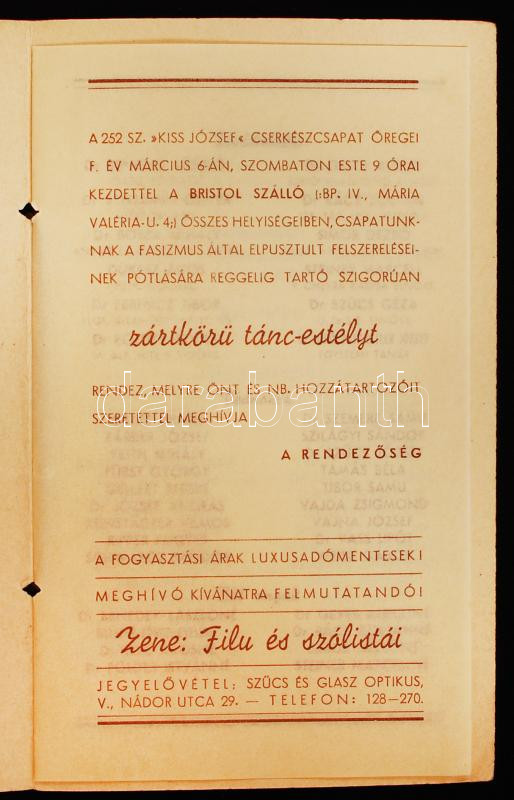 A 252 SZ. »KISS JÓZSEF« CSERKÉSZCSAPAT ÖREGEI
F. ÉV MÁRCIUS 6-ÁN, SZOMBATON ESTE 9 ÓRAI
KEZDETTEL A BRISTOL SZÁLLÓ (:BP. IV., MÁRIA
VALÉRIA-U. 4;) ÖSSZES HELYISÉGEIBEN, CSAPATUNK-
NAK A FASIZMUS ÁLTAL ELPUSZTULT FELSZERELÉSEI-
NEK PÓTLÁSÁRA REGGELIG TARTÓ SZIGORÚAN
zártkörü tánc-estélyt
RENDEZ, MELYRE ÖNT ÉS NB. HOZZÁTARTOZÓIT
SZERETETTEL MEGHÍVJA
darabanth
A RENDEZŐSÉG
A FOGYASZTÁSI ÁRAK LUXUSADÓMENTESEK!
MEGHÍVÓ KÍVÁNATRA FELMUTATANDÓ!
Zene: Filu és szólistái
JEGYELŐVÉTEL: SZŰCS ÉS GLASZ OPTIKUS,
V., NÁDOR UTCA 29. — TELEFON: 128—270.